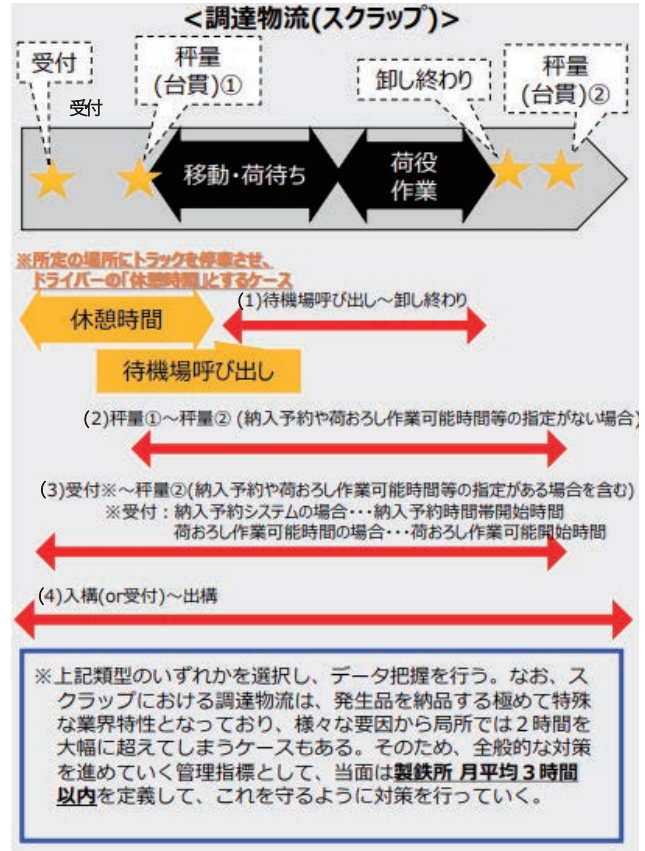 ＜調達物流(スクラップ)＞
受付
秤量
(台貫)①
卸し終わり
秤量
(台貫)②
受付
移動・荷待ち
荷役
作業
※所定の場所にトラックを停車させ、
ドライバーの「休憩時間」とするケース
休憩時間
(1)待機場呼び出し～卸し終わり
待機場呼び出し
(2)秤量①～秤量② (納入予約や荷おろし作業可能時間等の指定がない場合)
(3)受付※～秤量②(納入予約や荷おろし作業可能時間等の指定がある場合を含む)
※受付：納入予約システムの場合・・・納入予約時間帯開始時間
荷おろし作業可能時間の場合・・・荷おろし作業可能開始時間
(4)入構(or受付)～出構
※上記類型のいずれかを選択し、データ把握を行う。なお、ス
クラップにおける調達物流は、発生品を納品する極めて特殊
な業界特性となっており、様々な要因から局所では２時間を
大幅に超えてしまうケースもある。そのため、全般的な対策
を進めていく管理指標として、当面は製鉄所 月平均３時間
以内を定義して、これを守るように対策を行っていく。